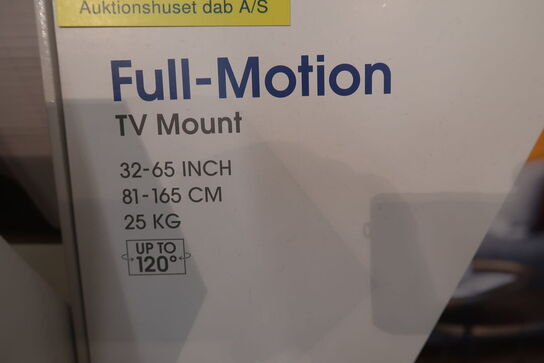 Auktionshuset dab A/S
Full-Motion
TV Mount
32-65 INCH
81-165 CM
25 KG
UP TO
120°